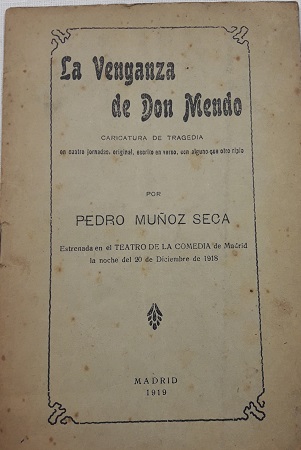 La Venganza
de Don Mendo
CARICATURA DE TRAGEDIA
en cuatro jornadas, original, escrita en verso, con alguno que otro ripio
POR
PEDRO MUÑOZ SECA
Estrenada en el TEATRO DE LA COMEDIA de Madrid
la noche del 20 de Diciembre de 1918
MADRID
1919